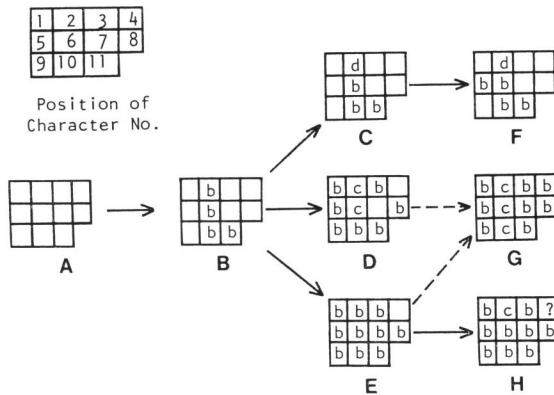 1 2 3 4
5 6 7 8
9 10 11
Position of
Character No.
d
b
b b
C
d
b b
b b
F
A
b
b
b b
B
b c b
b c b
b b b
D
b c b b
b c b b
b c b
G
b b b
b b b b
b b b
E
b c b ?
b b b b
b b b
H